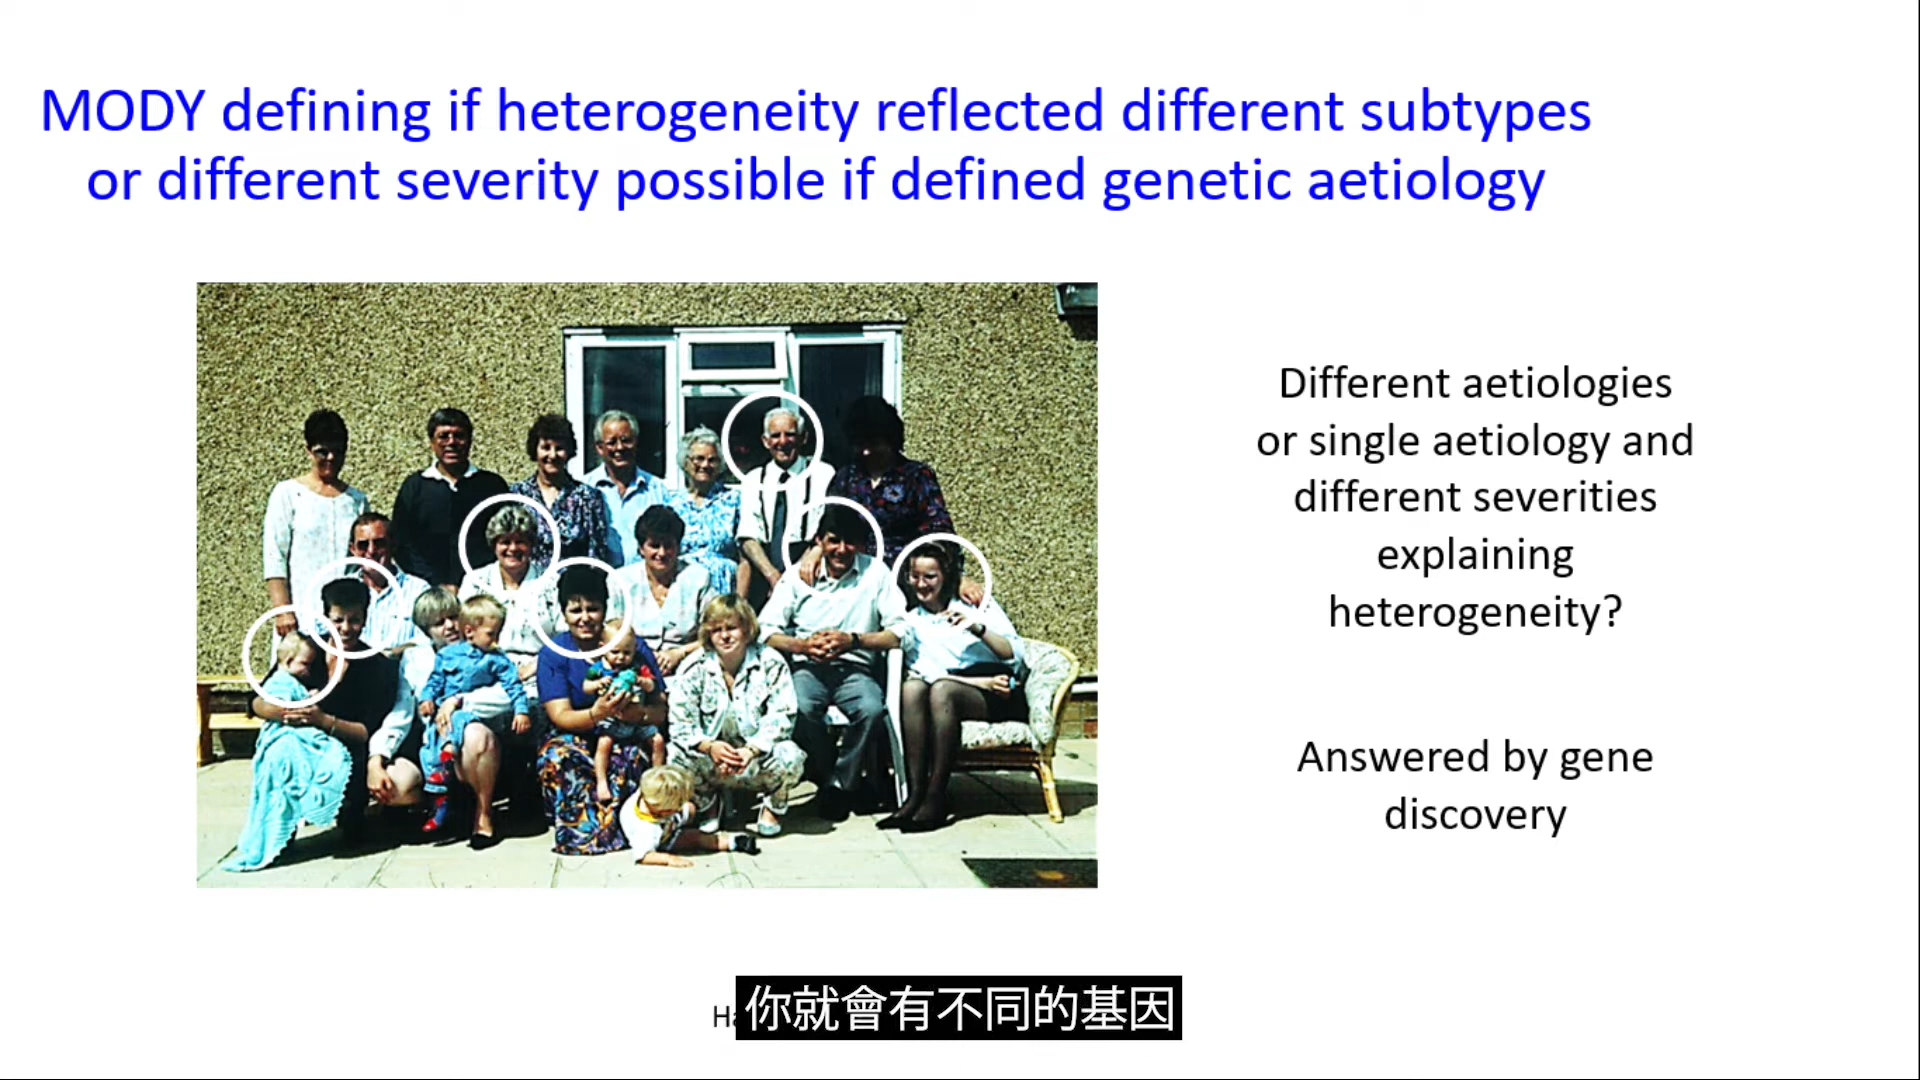 MODY defining if heterogeneity reflected different subtypes
or different severity possible if defined genetic aetiology
Different aetiologies
or single aetiology and
different severities
explaining
heterogeneity?
Answered by gene
discovery
你就會有不同的基因